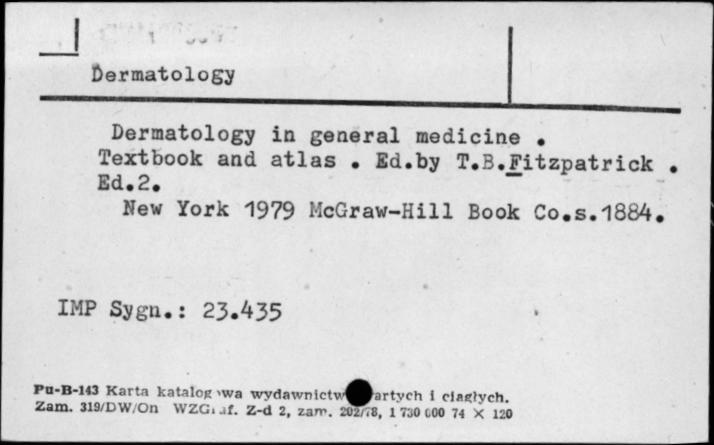 Dermatology
Dermatology in general medicine .
Textbook and atlas . Ed.by T.B.Fitzpatrick .
Ed.2.
New York 1979 McGraw-Hill Book Co.s.1884.
IMP Sygn.: 23.435
Pu-B-143 Karta katalog wa wydawnictw artych i ciągłych.
Zam. 319/DW/On WZGraf. Z-d 2, zam. 202/78, 1 730 000 74 X 120